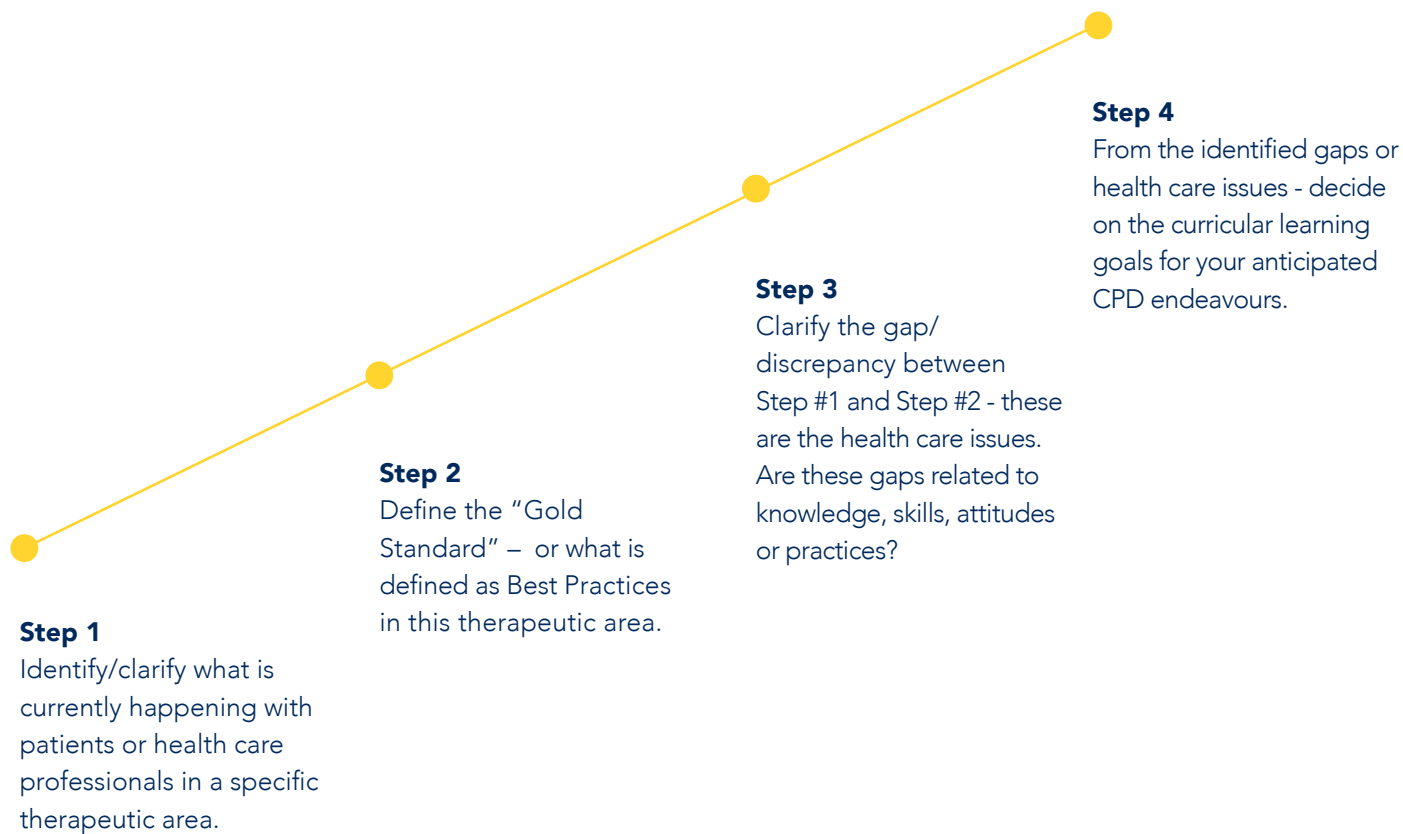 Step 1
Identify/clarify what is
currently happening with
patients or health care
professionals in a specific
therapeutic area.
Step 2
Define the “Gold
Standard” – or what is
defined as Best Practices
in this therapeutic area.
Step 3
Clarify the gap/
discrepancy between
Step #1 and Step #2 - these
are the health care issues.
Are these gaps related to
knowledge, skills, attitudes
or practices?
Step 4
From the identified gaps or
health care issues - decide
on the curricular learning
goals for your anticipated
CPD endeavours.